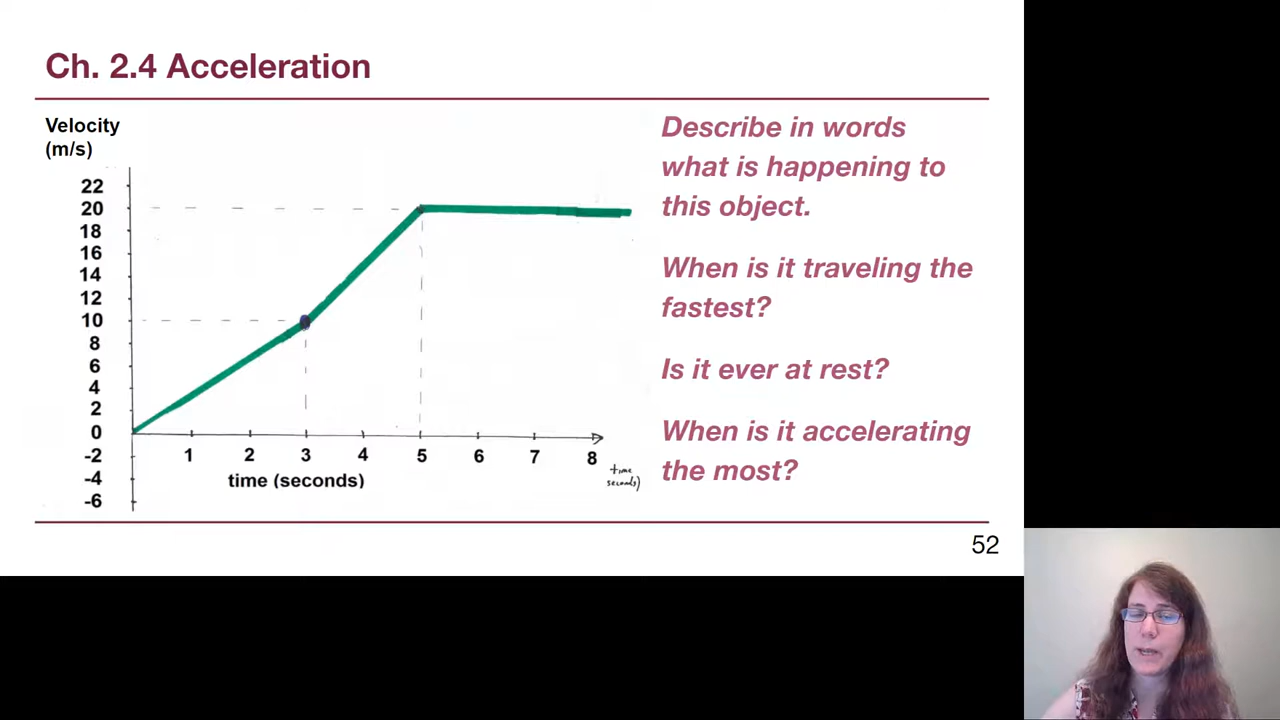 Ch. 2.4 Acceleration
Velocity
(m/s)
22
20
18
16
14
12
10
8
6
4
2
0
-2
-4
-6
1 2 3 4 5 6 7 8
time (seconds)
time
seconds)
Describe in words
what is happening to
this object.
When is it traveling the
fastest?
Is it ever at rest?
When is it accelerating
the most?
52